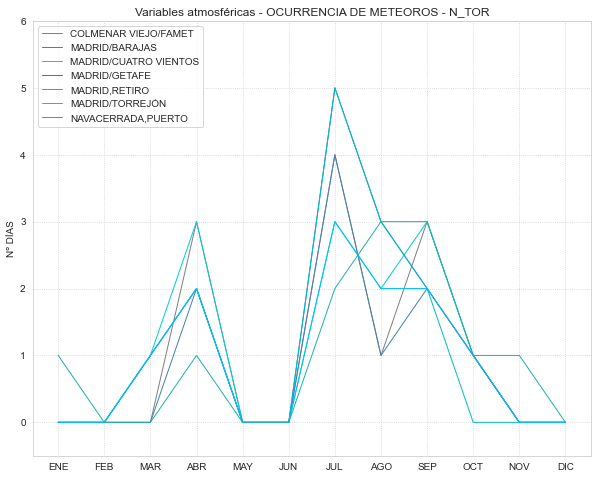 Variables atmosféricas - OCURRENCIA DE METEOROS - N_TOR
COLMENAR VIEJO/FAMET
MADRID/BARAJAS
MADRID/CUATRO VIENTOS
MADRID/GETAFE
MADRID,RETIRO
MADRID/TORREJÓN
NAVACERRADA,PUERTO
Nº DÍAS
6
5
4
3
2
1
0
ENE FEB MAR ABR MAY JUN JUL AGO SEP OCT NOV DIC